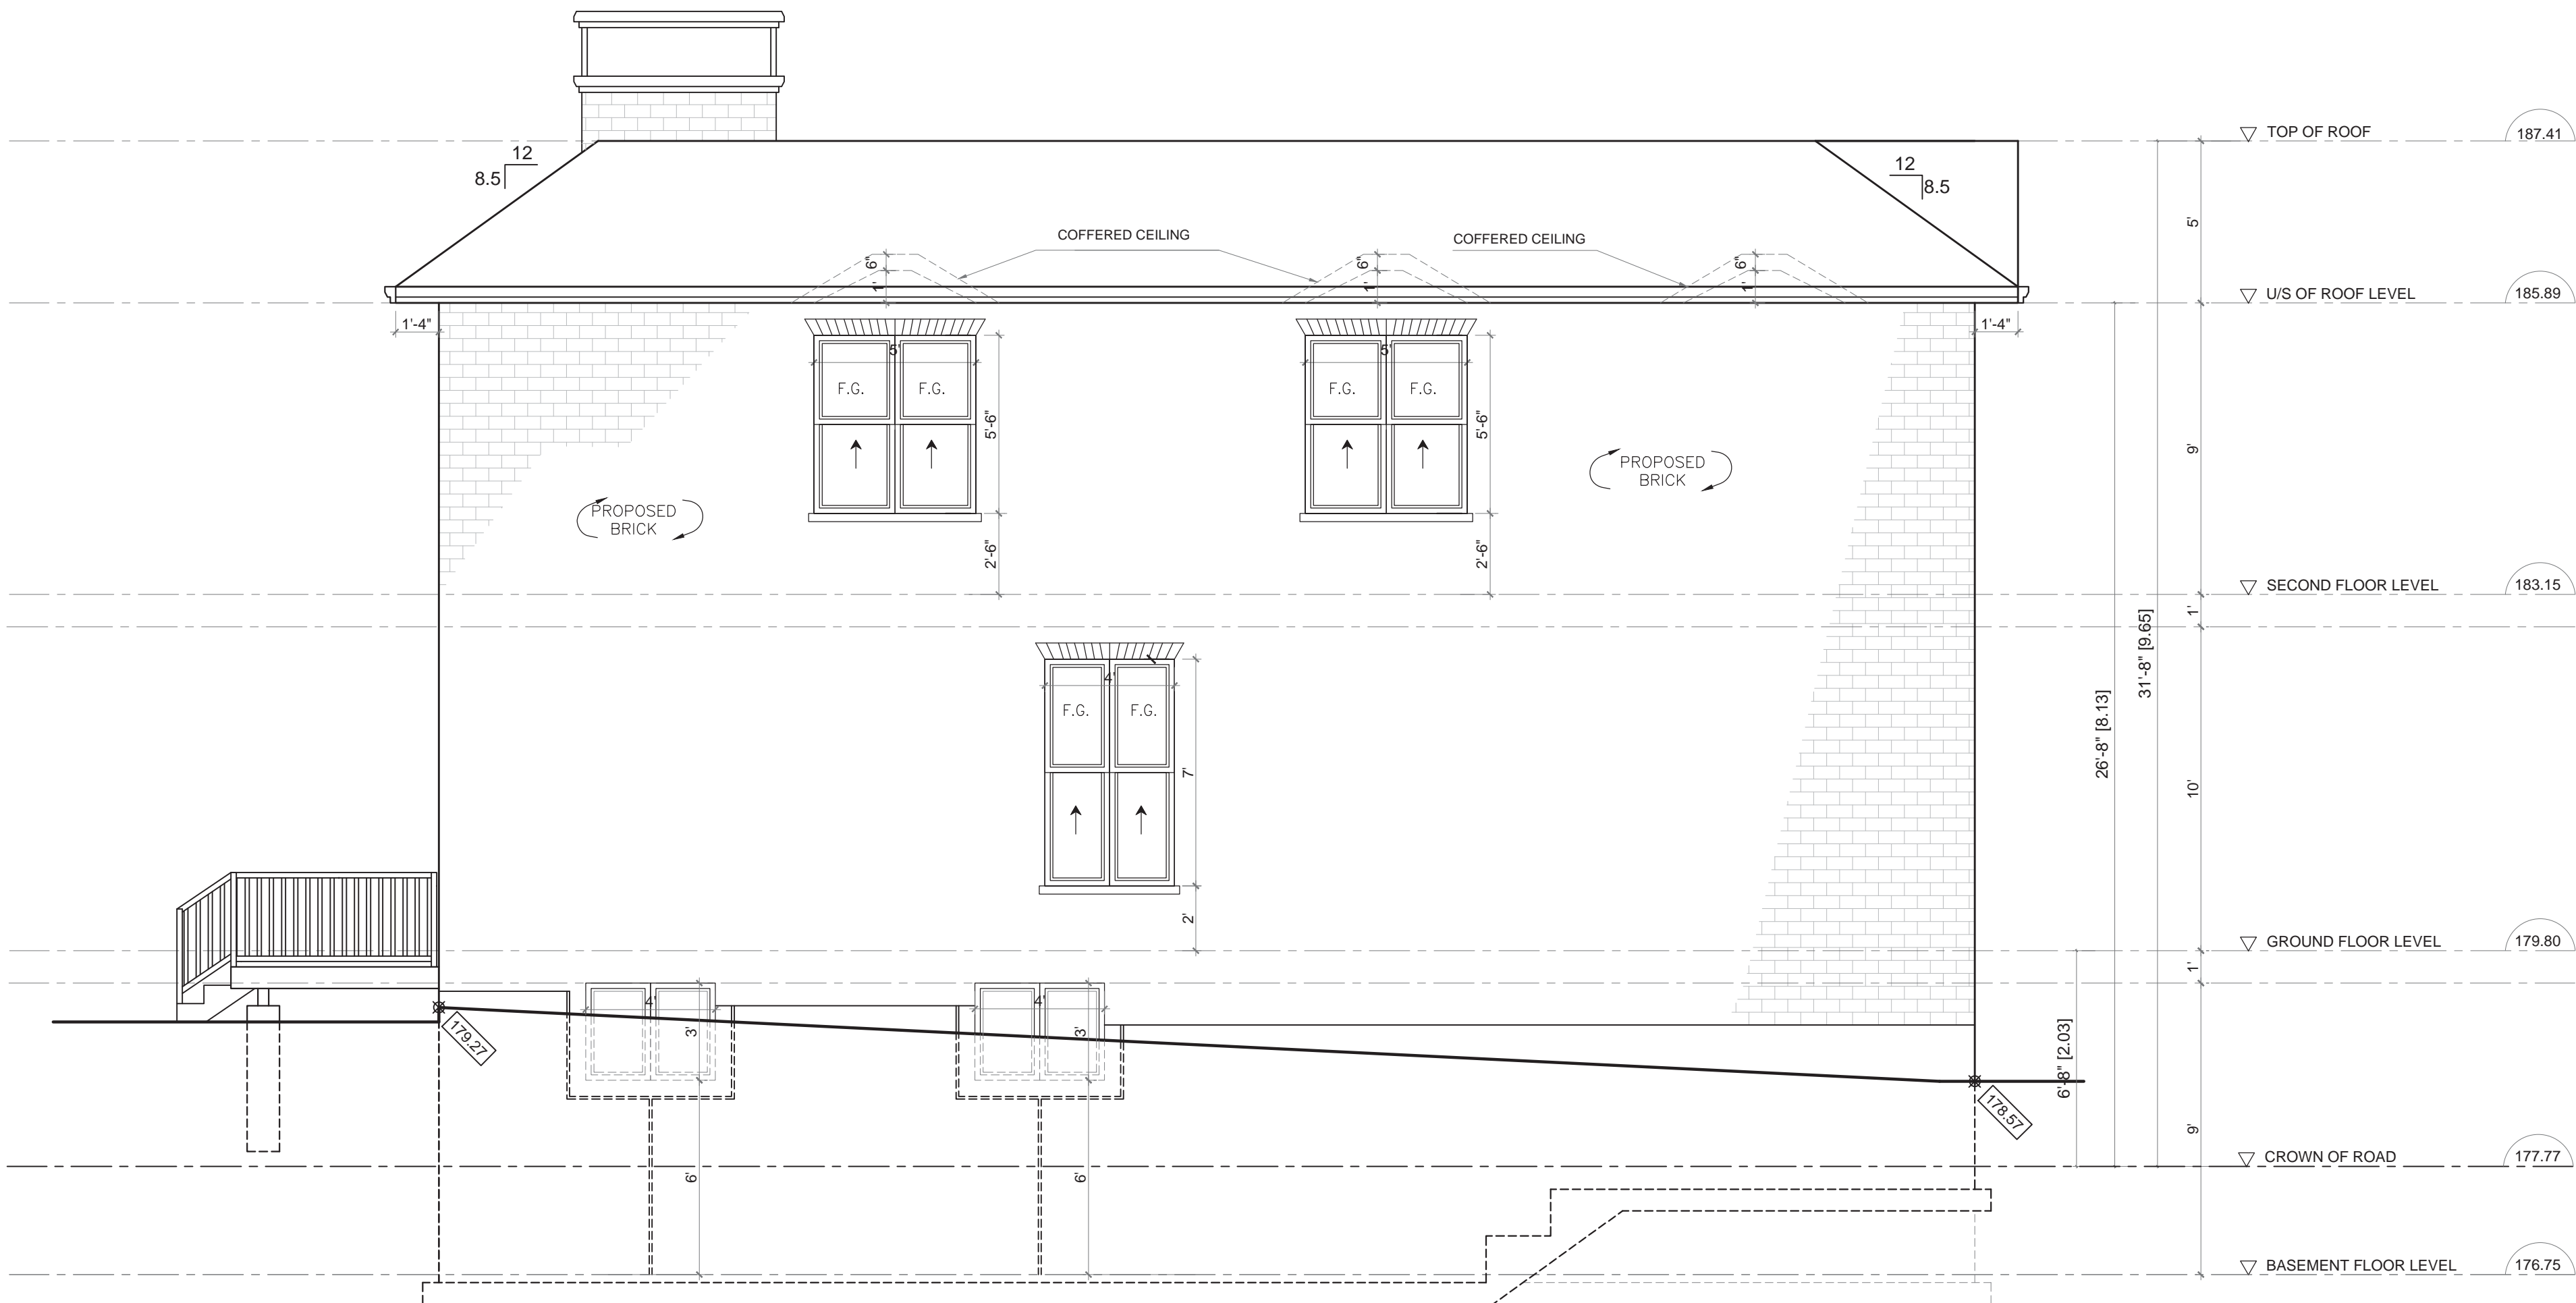 TOP OF ROOF 187.41
12
8.5
12
8.5
5'
COFFERED CEILING
COFFERED CEILING
6"
1'
6"
1'
6"
1'
U/S OF ROOF LEVEL 185.89
1'-4"
1'-4"
5'
5'
F.G. F.G.
F.G. F.G.
5'-6"
5'-6"
9'
PROPOSED
BRICK
PROPOSED
BRICK
2'-6"
2'-6"
SECOND FLOOR LEVEL 183.15
1'
31'-8" [9.65]
26'-8" [8.13]
4'
F.G. F.G.
7'
10'
2'
GROUND FLOOR LEVEL 179.80
1'
4'
4'
3'
3'
179.27
6'-8" [2.03]
178.57
9'
CROWN OF ROAD 177.77
6'
6'
BASEMENT FLOOR LEVEL 176.75